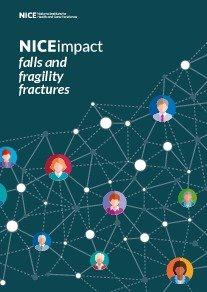 NICE National Institute for
Health and Care Excellence
NICEimpact
falls and
fragility
fractures